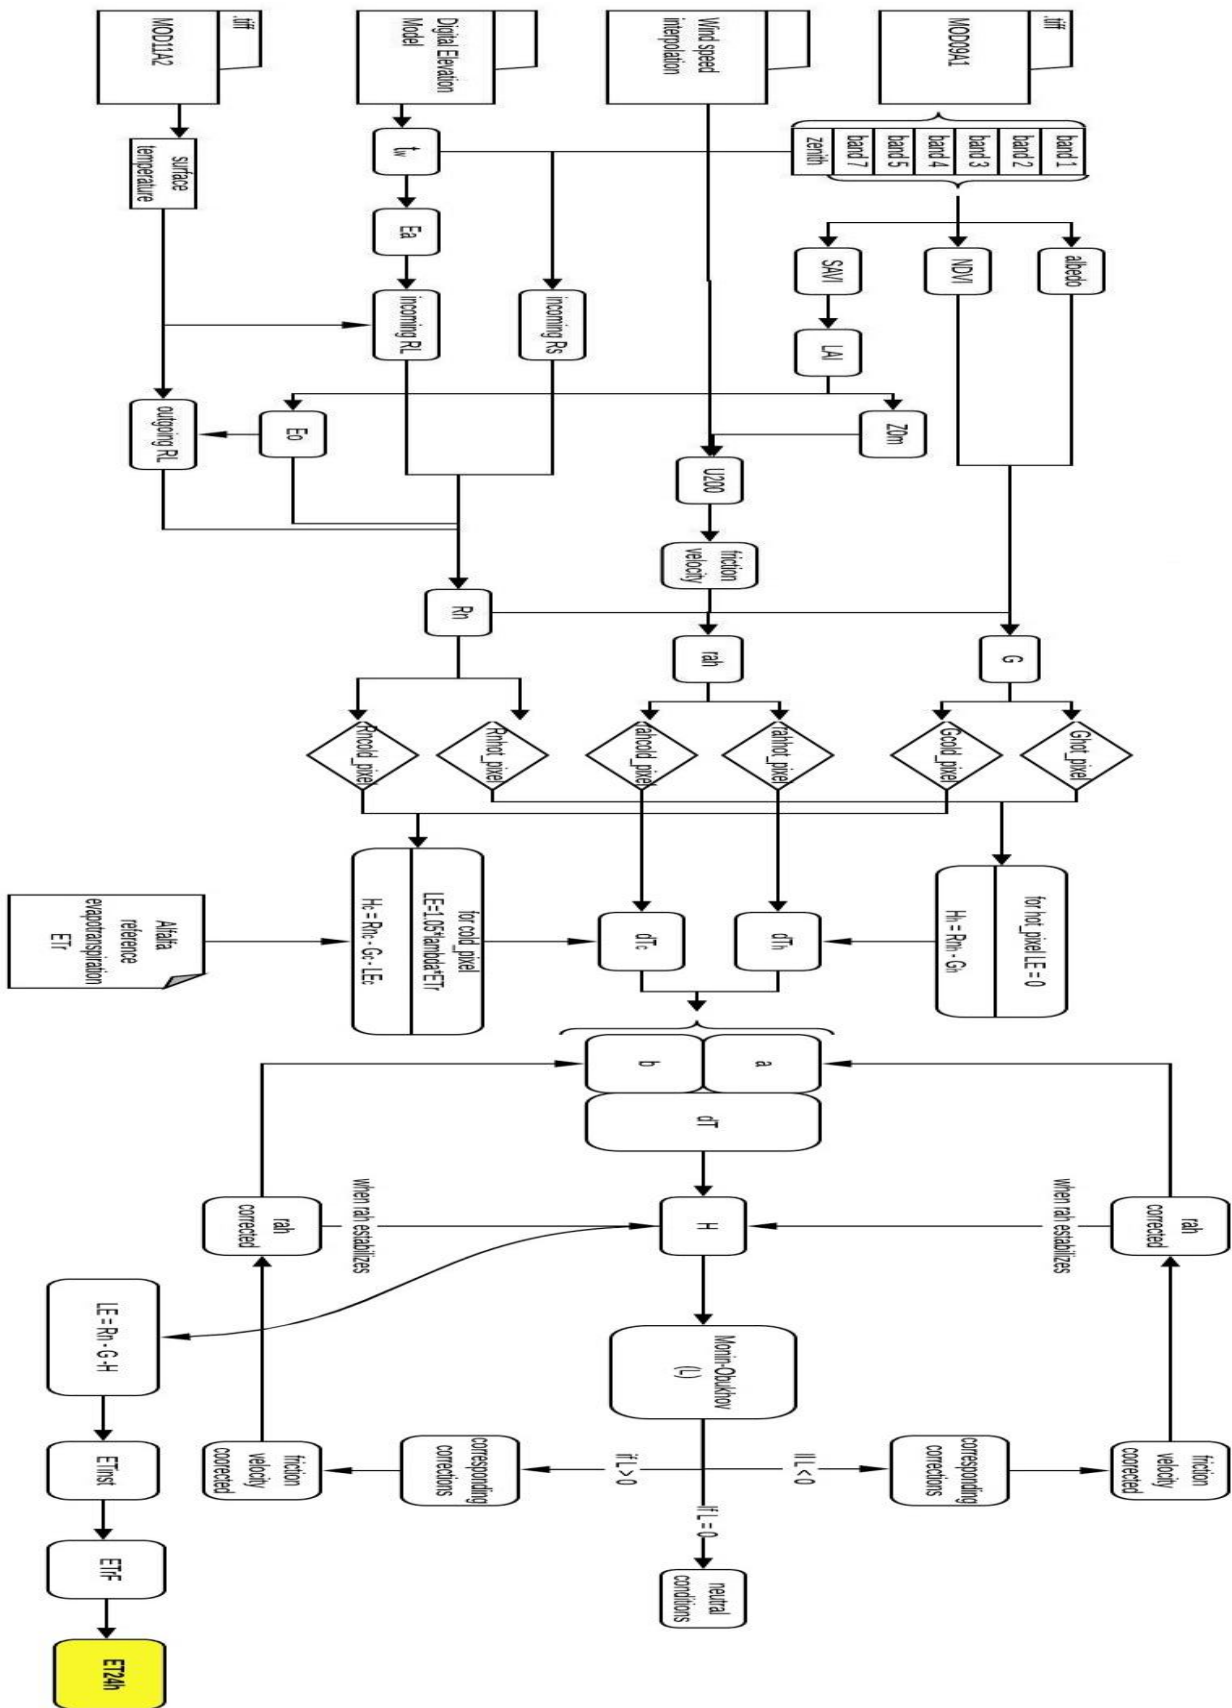 .tiff
MOD09A1
Wind speed
interpolation
Digital Elevation
Model
.tiff
MOD11A2
band 1
band 2
band 3
band 4
band 5
band 7
zenith
tw
surface
temperature
albedo
NDVI
SAVI
Ea
LAI
incoming Rs
incoming RL
Z0m
Eo
outgoing RL
U200
friction
velocity
G
rah
Rn
Ghot_pixel
Gcold_pixel
rahhot_pixel
rahcold_pixel
Rnhot_pixel
Rncold_pixel
for hot_pixel LE = 0
Hh = Rnh - Gh
for cold_pixel
LE=1.05*lambda*ETr
Hc = Rnc - Gc - LEc
Alfalfa
reference
evapotranspiration
ETr
dTh
dTc
a
b
dT
rah
corrected
when rah estabilizes
H
when rah estabilizes
rah
corrected
Monin-Obukhov
(L)
LE = Rn - G -H
friction
velocity
coorected
corresponding
corrections
If L < 0
if L > 0
corresponding
corrections
friction
velocity
coorected
ETinst
If L = 0
neutral
conditions
ETrF
ET24h